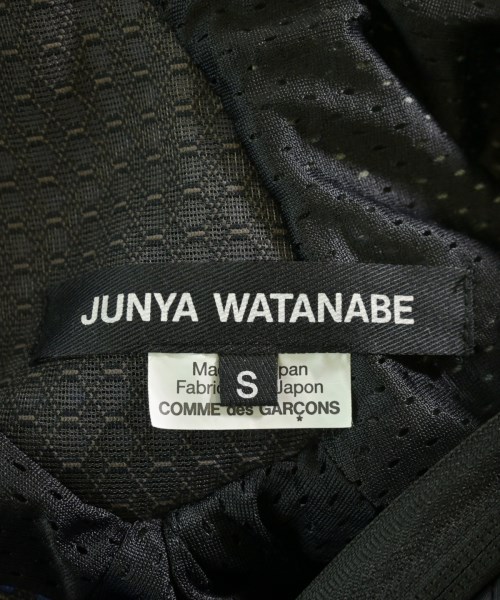 JUNYA WATANABE
S
Japon
COMME des GARÇONS